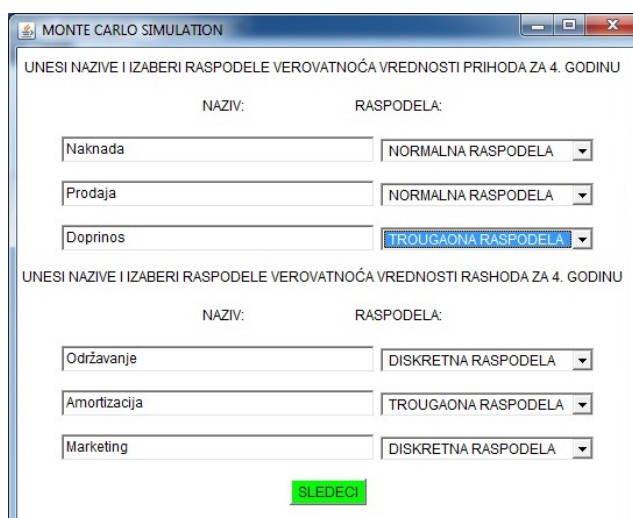 MONTE CARLO SIMULATION
UNESI NAZIVE I IZABERI RASPODELE VEROVATNOĆA VREDNOSTI PRIHODA ZA 4. GODINU
NAZIV: RASPODELA:
Naknada NORMALNA RASPODELA
Prodaja NORMALNA RASPODELA
Doprinos TROUGAONA RASPODELA
UNESI NAZIVE I IZABERI RASPODELE VEROVATNOĆA VREDNOSTI RASHODA ZA 4. GODINU
NAZIV: RASPODELA:
Održavanje DISKRETNA RASPODELA
Amortizacija TROUGAONA RASPODELA
Marketing DISKRETNA RASPODELA
SLEDECI